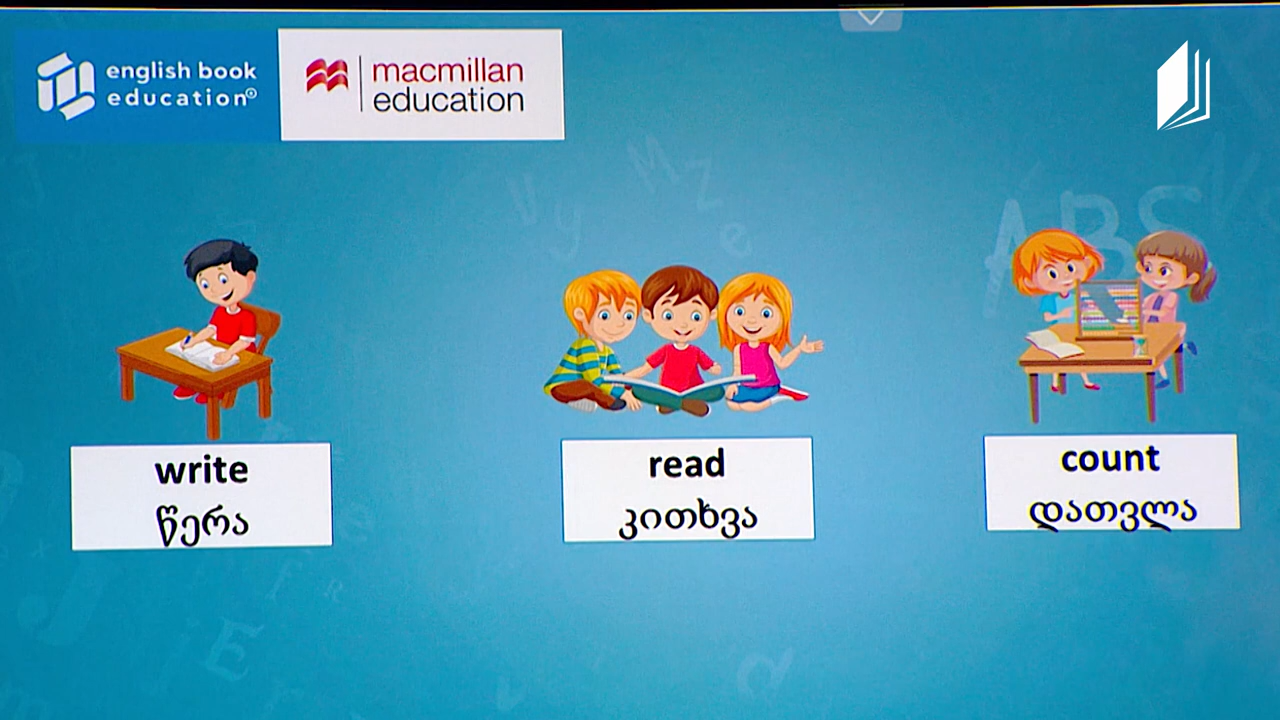 english book
education®
macmillan
education
write
წერა
read
კითხვა
count
დათვლა